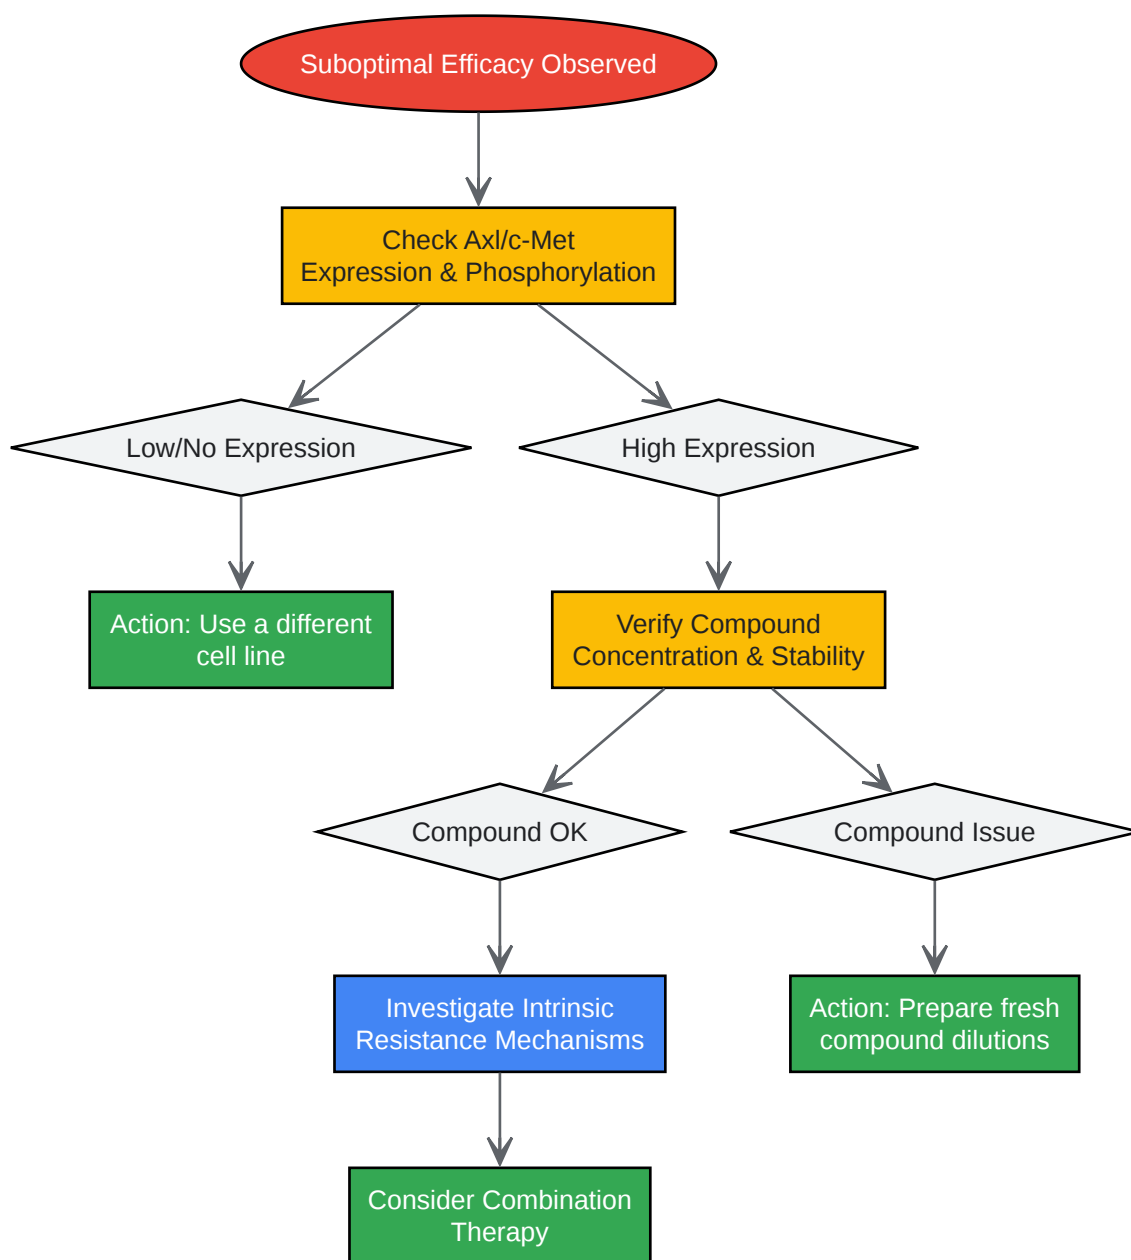 Suboptimal Efficacy Observed
Check Axl/c-Met
Expression & Phosphorylation
Low/No Expression
High Expression
Action: Use a different
cell line
Verify Compound
Concentration & Stability
Compound OK
Compound Issue
Investigate Intrinsic
Resistance Mechanisms
Action: Prepare fresh
compound dilutions
Consider Combination
Therapy